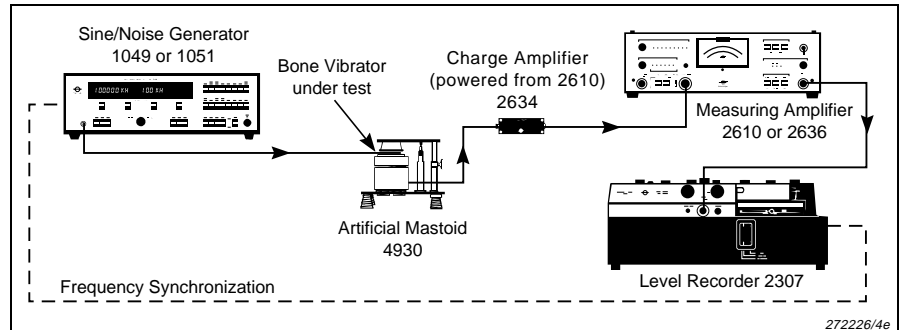 Sine/Noise Generator
1049 or 1051
Bone Vibrator
under test
Charge Amplifier
(powered from 2610)
2634
Measuring Amplifier
2610 or 2636
Artificial Mastoid
4930
Level Recorder 2307
Frequency Synchronization
272226/4e